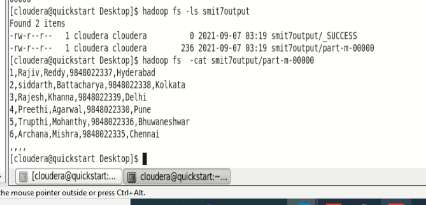 [cloudera@quickstart Desktop]$ hadoop fs -ls smit7output
Found 2 items
-rw-r--r--   1 cloudera cloudera          0 2021-09-07 03:19 smit7output/_SUCCESS
-rw-r--r--   1 cloudera cloudera        236 2021-09-07 03:19 smit7output/part-m-00000
[cloudera@quickstart Desktop]$ hadoop fs  -cat smit7output/part-m-00000
1,Rajiv,Reddy,9848022337,Hyderabad
2,siddarth,Battacharya,9848022338,Kolkata
3,Rajesh,Khanna,9848022339,Delhi
4,Preethi,Agarwal,9848022330,Pune
5,Trupthi,Mohanthy,9848022336,Bhuwaneshwar
6,Archana,Mishra,9848022335,Chennai
,,,,
[cloudera@quickstart Desktop]$
[cloudera@quickstart:... cloudera@quickstart:~...
the mouse pointer outside or press Ctrl+Alt.